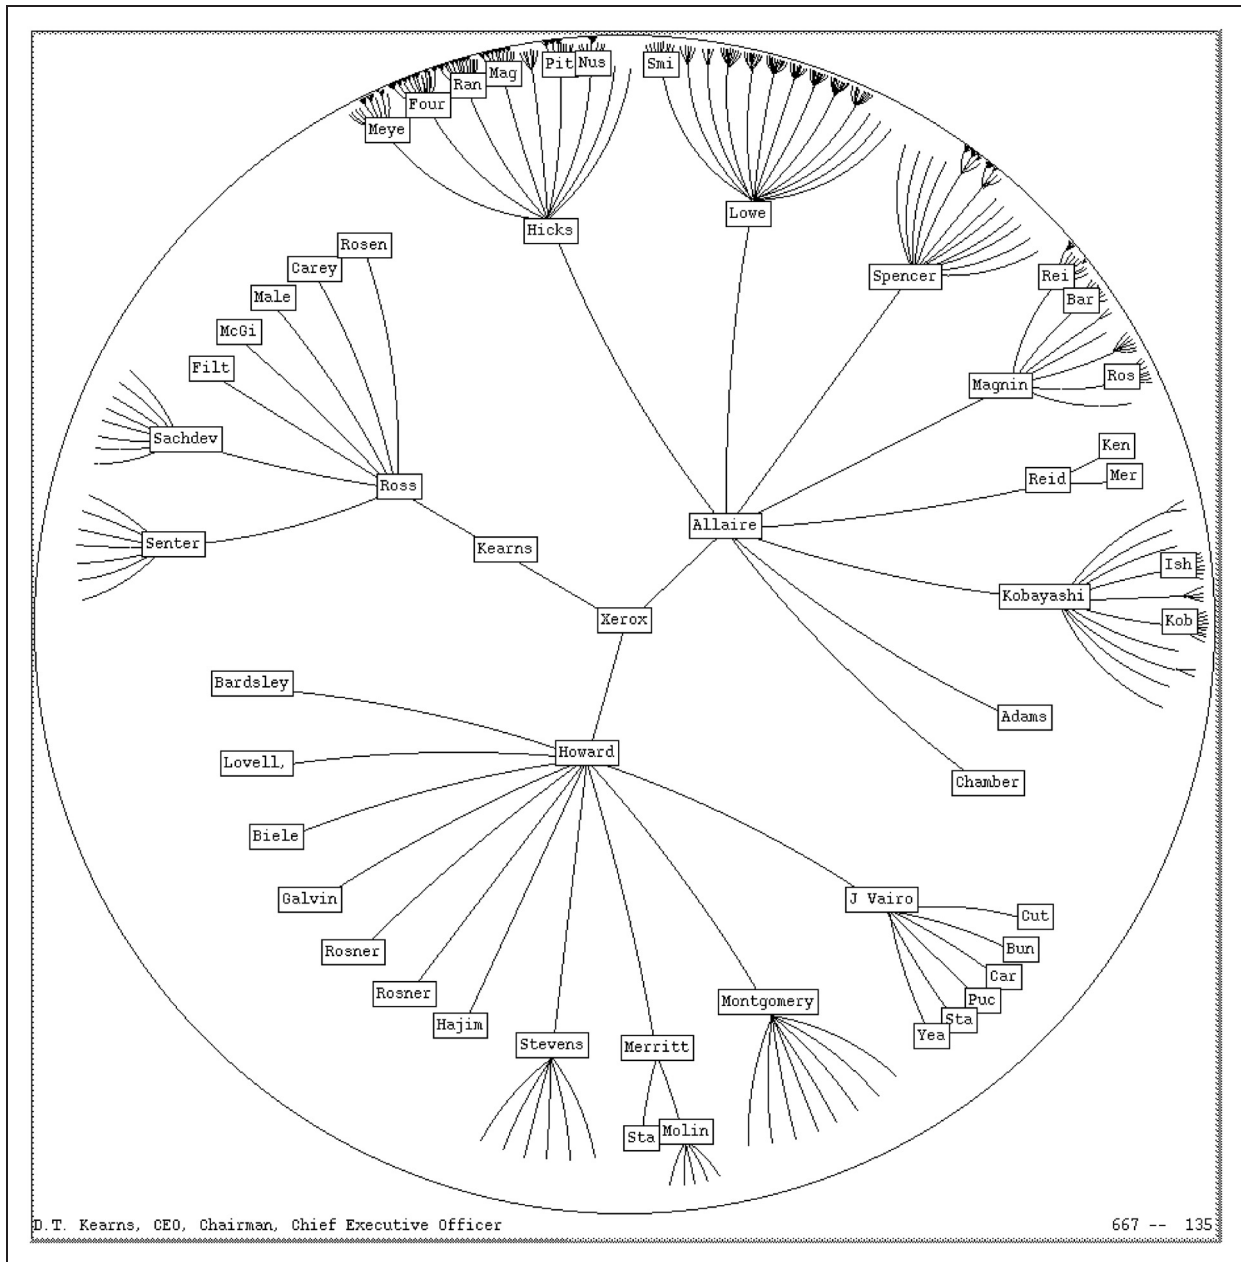 Pit
Nus
Smi
Mag
Ran
Four
Meye
Lowe
Hicks
Rosen
Carey
Spencer
Rei
Male
Bar
McGi
Filt
Ros
Magnin
Sachdev
Ken
Ross
Reid
Mer
Allaire
Senter
Kearns
Ish
Kobayashi
Xerox
Kob
Bardsley
Adams
Howard
Lovell,
Chamber
Biele
Galvin
J Vairo
Cut
Rosner
Bun
Car
Rosner
Montgomery
Puc
Hajim
Sta
Yea
Stevens
Merritt
Sta
Molin
D.T. Kearns, CEO, Chairman, Chief Executive Officer
667 -- 135